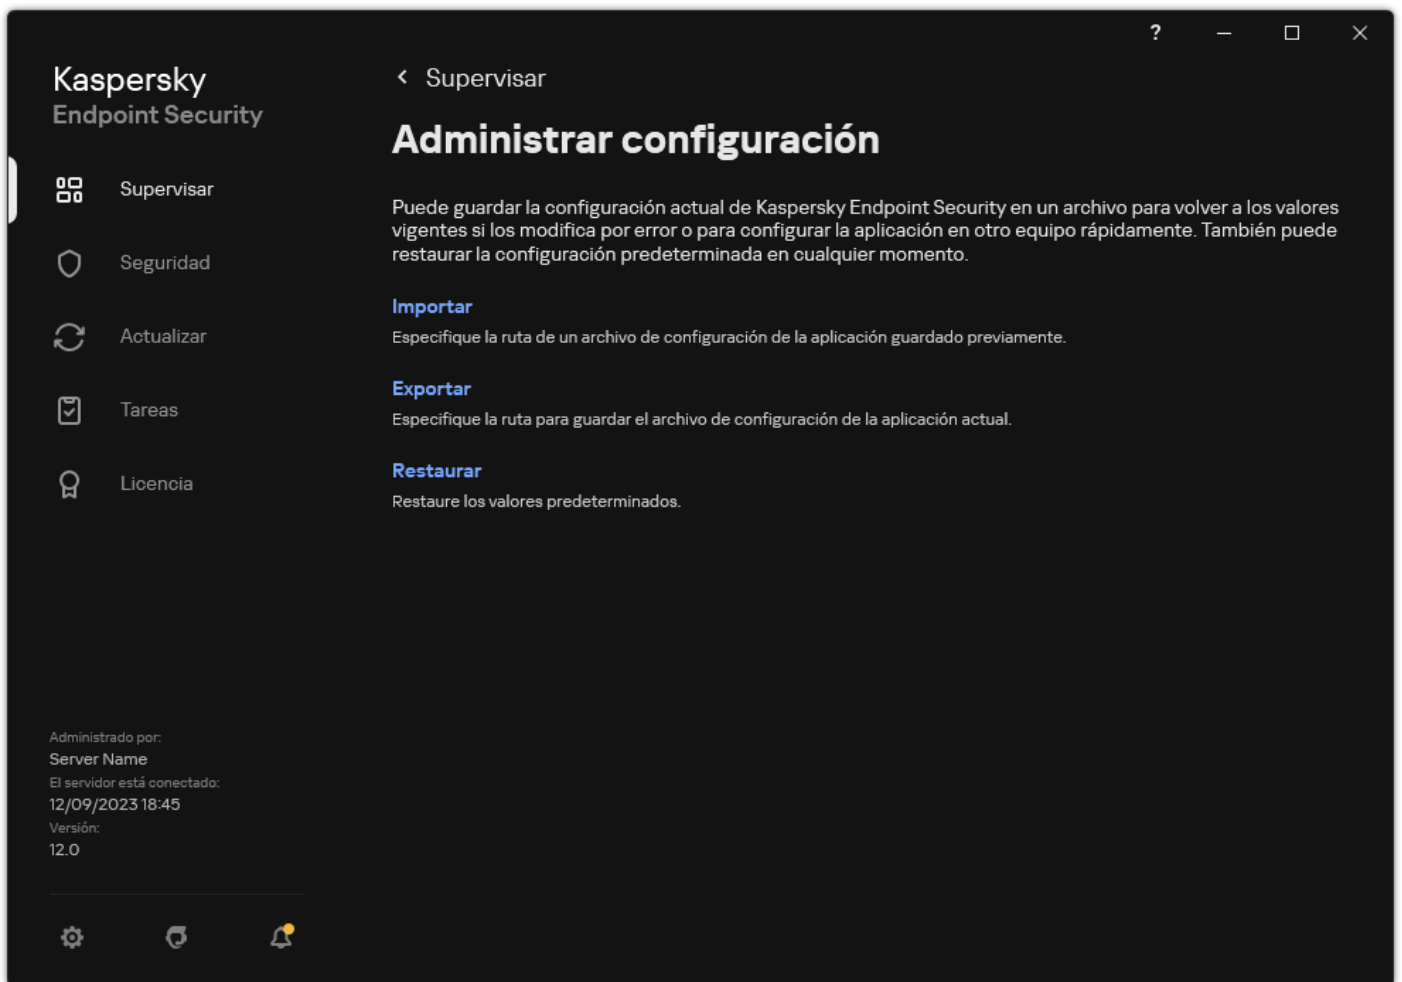 ?
Kaspersky
Endpoint Security
Supervisar
Seguridad
Actualizar
Tareas
Licencia
Administrado por:
Server Name
El servidor está conectado:
12/09/2023 18:45
Versión:
12.0
Supervisar
Administrar configuración
Puede guardar la configuración actual de Kaspersky Endpoint Security en un archivo para volver a los valores
vigentes si los modifica por error o para configurar la aplicación en otro equipo rápidamente. También puede
restaurar la configuración predeterminada en cualquier momento.
Importar
Especifique la ruta de un archivo de configuración de la aplicación guardado previamente.
Exportar
Especifique la ruta para guardar el archivo de configuración de la aplicación actual.
Restaurar
Restaure los valores predeterminados.